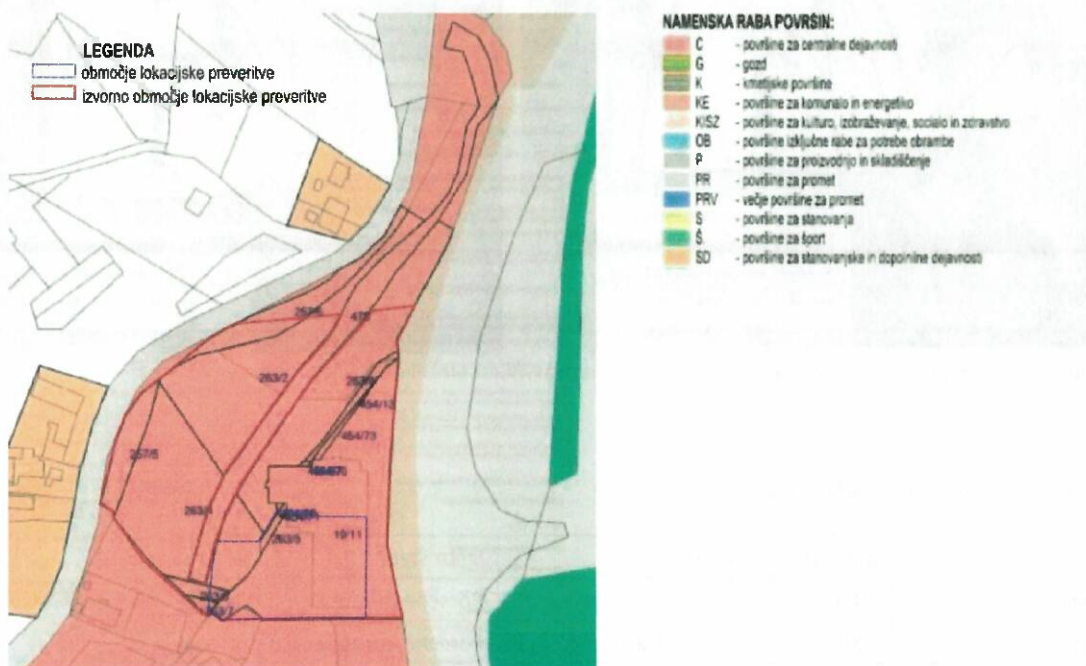 LEGENDA
območje lokacijske preveritve
izvorno območje lokacijske preveritve
NAMENSKA RABA POVRŠIN:
C - površine za centralne dejavnosti
G - gozd
K - kmetijske površine
KE - površine za komunalo in energetiko
KISZ - površine za kulturo, izobraževanje, socialo in zdravstvo
OB - površine izključne rabe za potrebe obrambe
P - površine za proizvodnjo in skladiščenje
PR - površine za promet
PRV - večje površine za promet
S - površine za stanovanja
Š - površine za šport
SD - površine za stanovanjske in dopolnilne dejavnosti
263/2
454/73
257/5
263/5
19/11